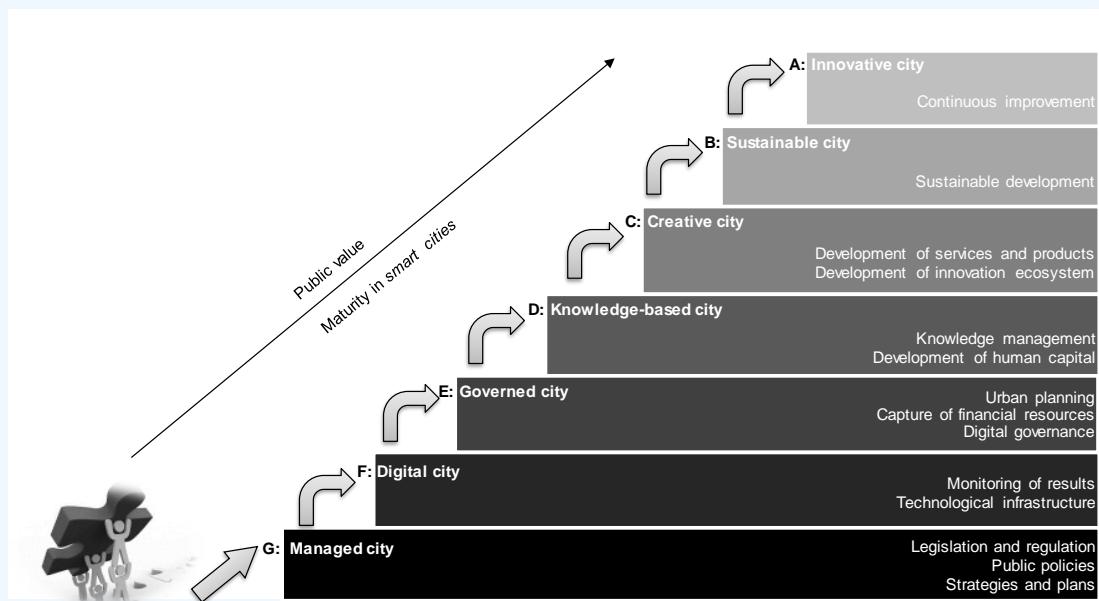 A: Innovative city
Continuous improvement
B: Sustainable city
Sustainable development
C: Creative city
Development of services and products
Development of innovation ecosystem
Public value
Maturity in smart cities
D: Knowledge-based city
Knowledge management
Development of human capital
E: Governed city
Urban planning
Capture of financial resources
Digital governance
F: Digital city
Monitoring of results
Technological infrastructure
G: Managed city
Legislation and regulation
Public policies
Strategies and plans